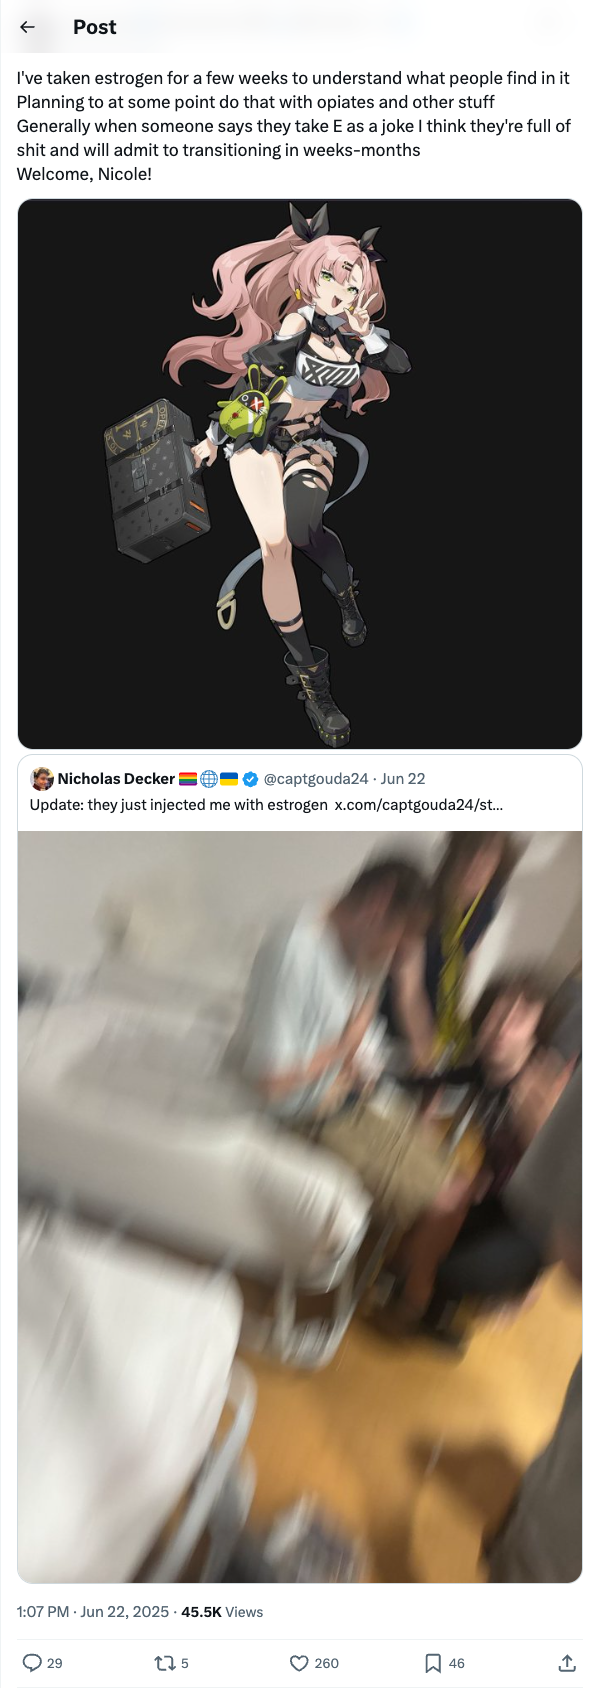 Post
I've taken estrogen for a few weeks to understand what people find in it
Planning to at some point do that with opiates and other stuff
Generally when someone says they take E as a joke I think they're full of
shit and will admit to transitioning in weeks-months
Welcome, Nicole!
Nicholas Decker 🏳️‍🌈🌐🇺🇦 @captgouda24 · Jun 22
Update: they just injected me with estrogen x.com/captgouda24/st...
1:07 PM · Jun 22, 2025 · 45.5K Views
29 5 260 46